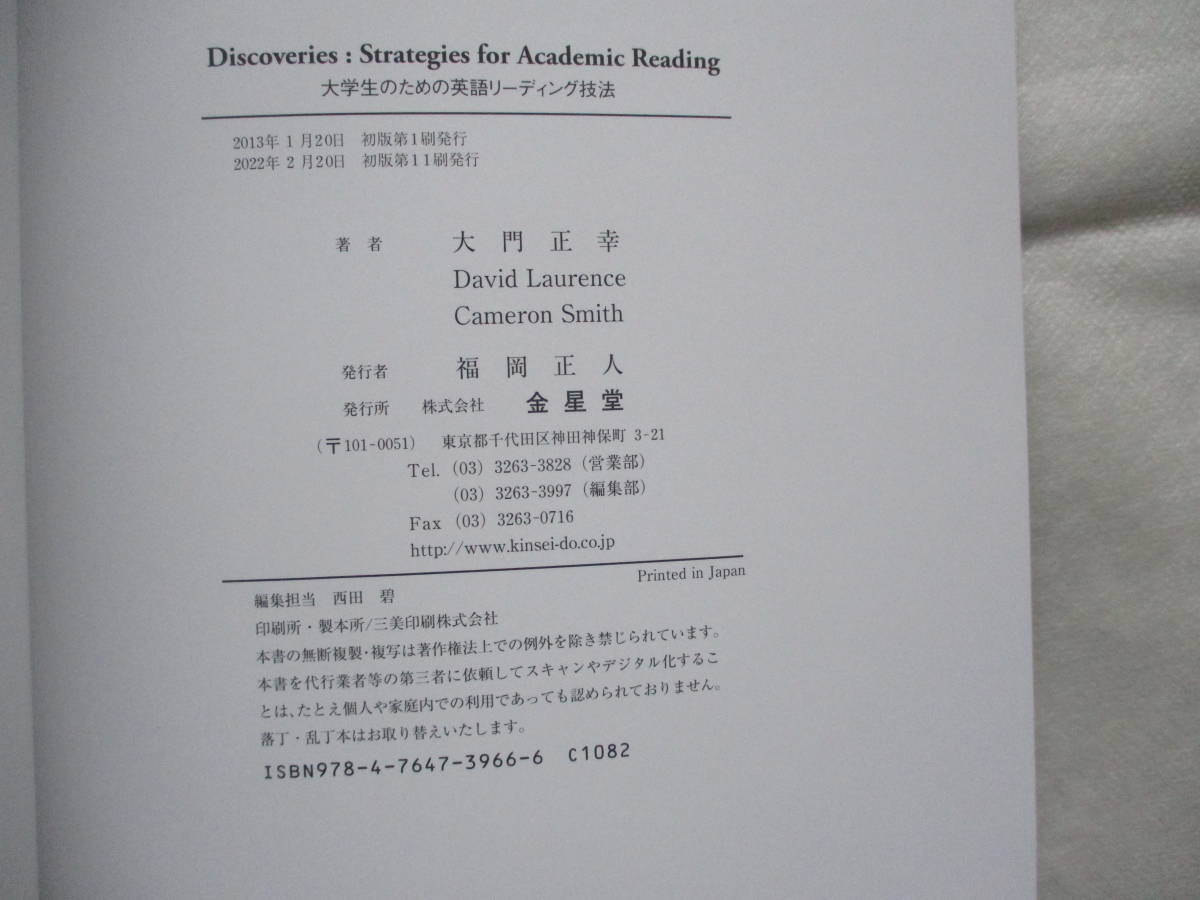 Discoveries : Strategies for Academic Reading
大学生のための英語リーディング技法
2013年 1 月20日 初版第1刷発行
2022年 2 月20日 初版第11刷発行
著 者 大 門 正 幸
David Laurence
Cameron Smith
発行者 福 岡 正 人
発行所 株式会社 金 星 堂
(〒101-0051) 東京都千代田区神田神保町 3-21
Tel. (03) 3263-3828 (営業部)
(03) 3263-3997 (編集部)
Fax (03) 3263-0716
http://www.kinsei-do.co.jp
Printed in Japan
編集担当 西田 碧
印刷所・製本所/三美印刷株式会社
本書の無断複製・複写は著作権法上での例外を除き禁じられています。
本書を代行業者等の第三者に依頼してスキャンやデジタル化するこ
とは、たとえ個人や家庭内での利用であっても認められておりません。
落丁・乱丁本はお取り替えいたします。
ISBN978-4-7647-3966-6 C1082